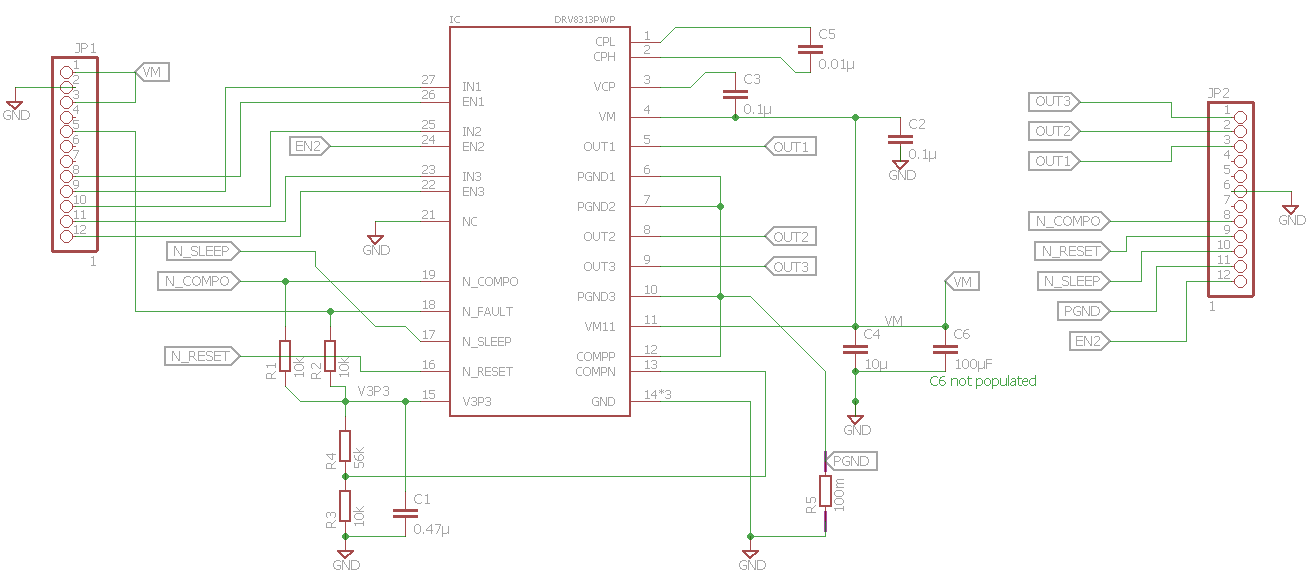 IC DRV8313PWP
JP1
1
2
3
4
5
6
7
8
9
10
11
12
1
VM
GND
27 IN1
26 EN1
25 IN2
EN2 24 EN2
23 IN3
22 EN3
21 NC
GND
N_SLEEP
N_COMPO 19 N_COMPO
18 N_FAULT
17 N_SLEEP
N_RESET 16 N_RESET
15 V3P3
V3P3
R1 10k
R2 10k
R4 56k
R3 10k
C1
0.47µ
GND
CPL 1
CPH 2
VCP 3
VM 4
OUT1 5
PGND1 6
PGND2 7
OUT2 8
OUT3 9
PGND3 10
VM11 11
COMPP 12
COMPN 13
GND 14*3
C5
0.01µ
C3
0.1µ
C2
0.1µ
GND
OUT1
OUT2
OUT3
VM
VM
C4
10µ
C6
100µF
C6 not populated
GND
PGND
R5 100m
GND
JP2
OUT3
OUT2
OUT1
1
2
3
4
5
6
7
8
9
10
11
12
1
GND
N_COMPO
N_RESET
N_SLEEP
PGND
EN2